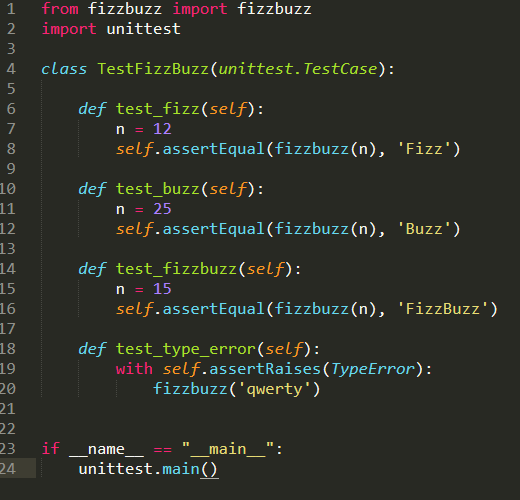 1 from fizzbuzz import fizzbuzz
2 import unittest
3
4 class TestFizzBuzz(unittest.TestCase):
5
6     def test_fizz(self):
7         n = 12
8         self.assertEqual(fizzbuzz(n), 'Fizz')
9
10     def test_buzz(self):
11         n = 25
12         self.assertEqual(fizzbuzz(n), 'Buzz')
13
14     def test_fizzbuzz(self):
15         n = 15
16         self.assertEqual(fizzbuzz(n), 'FizzBuzz')
17
18     def test_type_error(self):
19         with self.assertRaises(TypeError):
20             fizzbuzz('qwerty')
21
22
23 if __name__ == "__main__":
24     unittest.main()